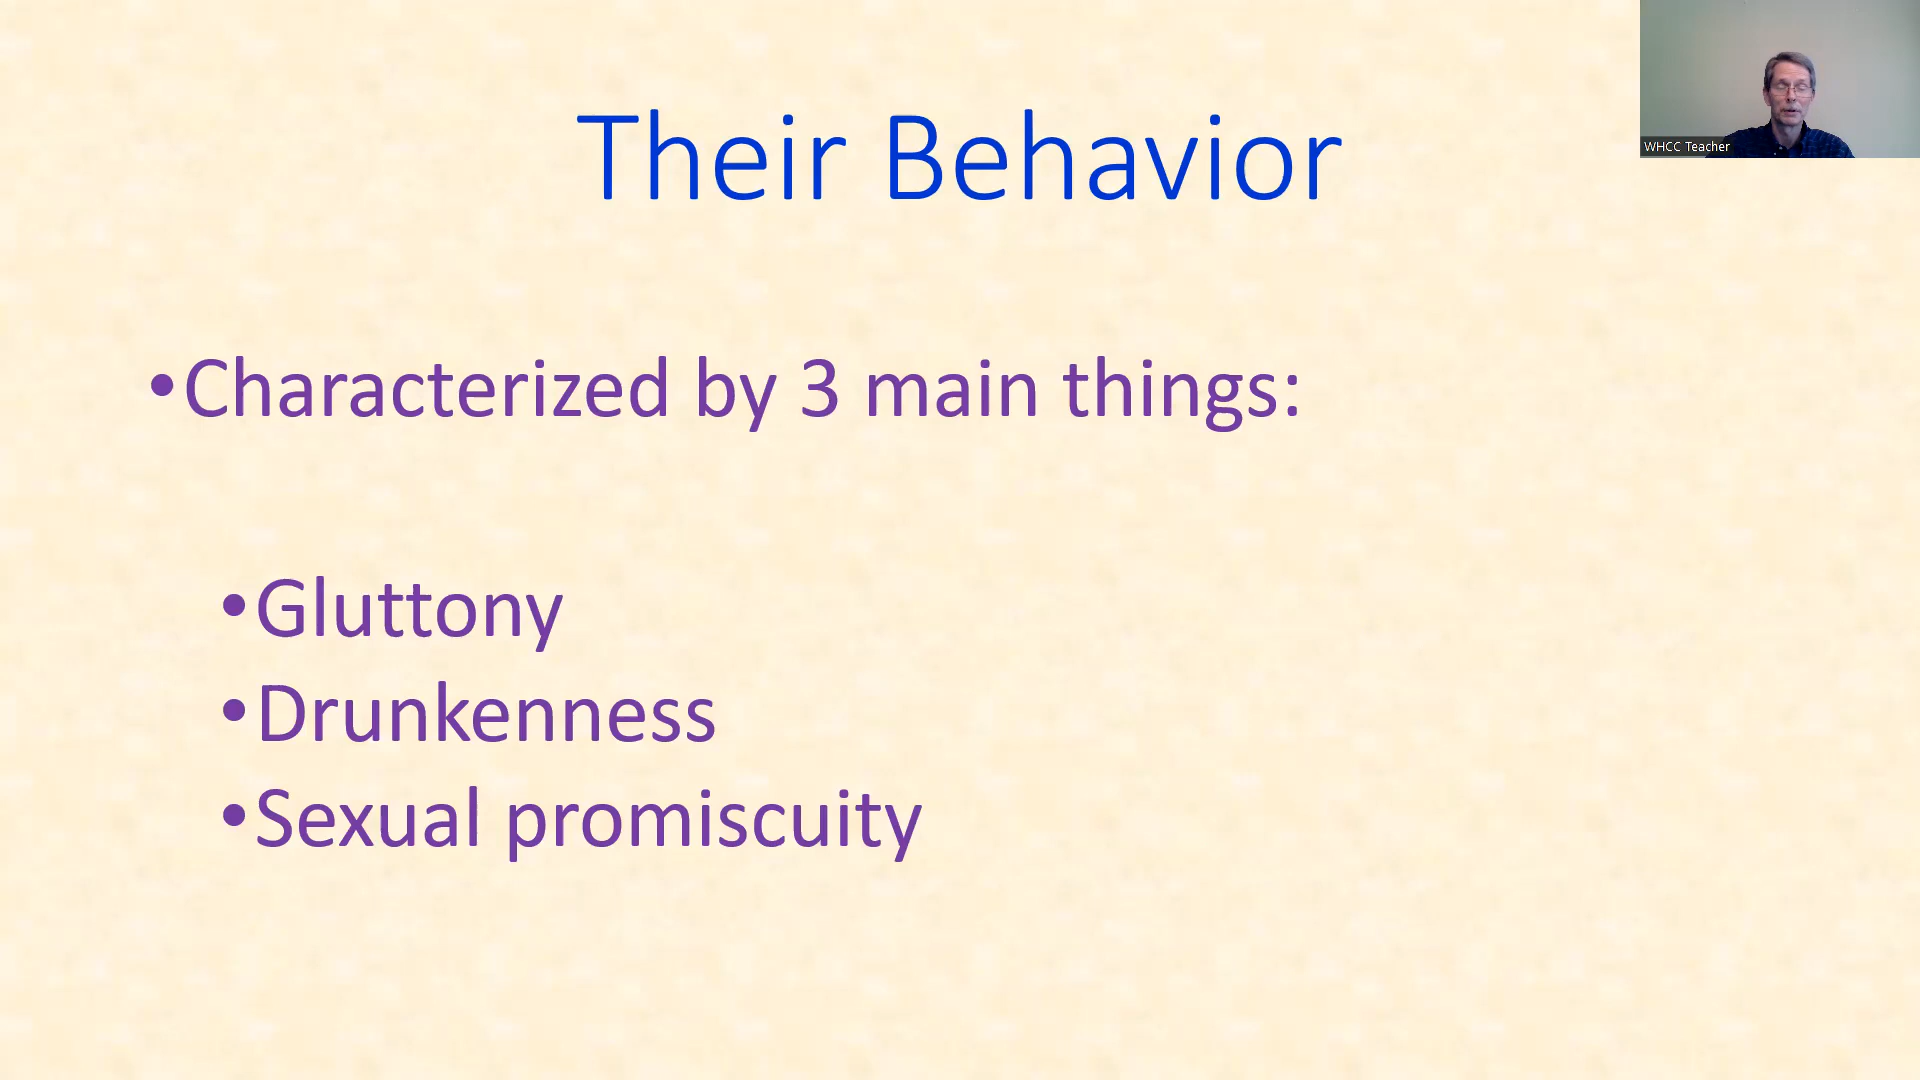 Their Behavior
WHCC Teacher
•Characterized by 3 main things:
•Gluttony
•Drunkenness
•Sexual promiscuity